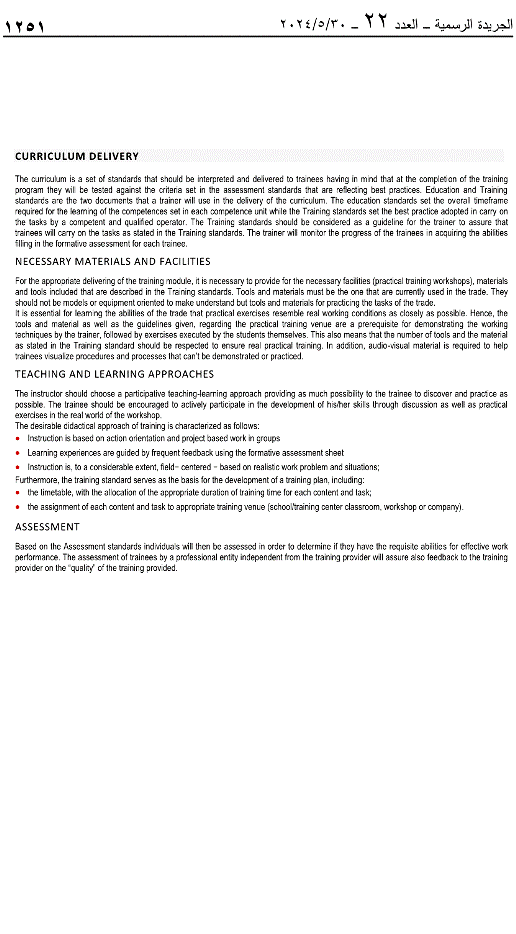 الجريدة الرسمية ــ العدد ٢٢ ــ ٢٠٢٤/٥/٣٠
١٢٥١
CURRICULUM DELIVERY
The curriculum is a set of standards that should be interpreted and delivered to trainees having in mind that at the completion of the training
program they will be tested against the criteria set in the assessment standards that are reflecting best practices. Education and Training
standards are the two documents that a trainer will use in the delivery of the curriculum. The education standards set the overall timeframe
required for the learning of the competences set in each competence unit while the Training standards set the best practice adopted in carry on
the tasks by a competent and qualified operator. The Training standards should be considered as a guideline for the trainer to assure that
trainees will carry on the tasks as stated in the Training standards. The trainer will monitor the progress of the trainees in acquiring the abilities
filling in the formative assessment for each trainee.
NECESSARY MATERIALS AND FACILITIES
For the appropriate delivering of the training module, it is necessary to provide for the necessary facilities (practical training workshops), materials
and tools included that are described in the Training standards. Tools and materials must be the one that are currently used in the trade. They
should not be models or equipment oriented to make understand but tools and materials for practicing the tasks of the trade.
It is essential for learning the abilities of the trade that practical exercises resemble real working conditions as closely as possible. Hence, the
tools and material as well as the guidelines given, regarding the practical training venue are a prerequisite for demonstrating the working
techniques by the trainer, followed by exercises executed by the students themselves. This also means that the number of tools and the material
as stated in the Training standard should be respected to ensure real practical training. In addition, audio-visual material is required to help
trainees visualize procedures and processes that can't be demonstrated or practiced.
TEACHING AND LEARNING APPROACHES
The instructor should choose a participative teaching-learning approach providing as much possibility to the trainee to discover and practice as
possible. The trainee should be encouraged to actively participate in the development of his/her skills through discussion as well as practical
exercises in the real world of the workshop.
The desirable didactical approach of training is characterized as follows:
• Instruction is based on action orientation and project based work in groups
• Learning experiences are guided by frequent feedback using the formative assessment sheet
• Instruction is, to a considerable extent, field– centered – based on realistic work problem and situations;
Furthermore, the training standard serves as the basis for the development of a training plan, including:
• the timetable, with the allocation of the appropriate duration of training time for each content and task;
• the assignment of each content and task to appropriate training venue (school/training center classroom, workshop or company).
ASSESSMENT
Based on the Assessment standards individuals will then be assessed in order to determine if they have the requisite abilities for effective work
performance. The assessment of trainees by a professional entity independent from the training provider will assure also feedback to the training
provider on the “quality” of the training provided.